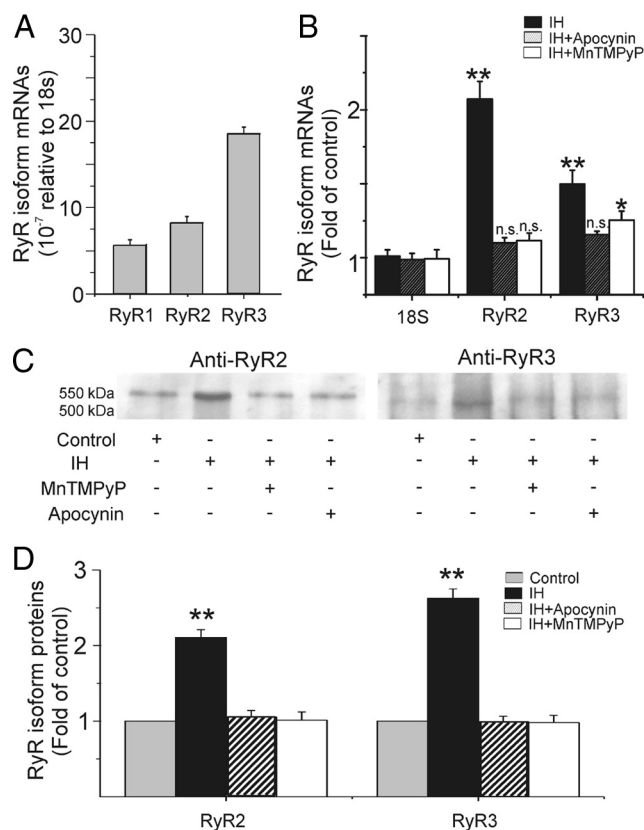 A
RyR isoform mRNAs
(10⁻⁷ relative to 18s)
30
20
10
5
0
RyR1 RyR2 RyR3
B
RyR isoform mRNAs
(Fold of control)
2
1
IH
IH+Apocynin
IH+MnTMPyP
**
n.s. n.s.
**
n.s.
*
18S RyR2 RyR3
C
Anti-RyR2 Anti-RyR3
550 kDa
500 kDa
Control + - - - + - - -
IH - + + + - + + +
MnTMPyP - - + - - - + -
Apocynin - - - + - - - +
D
RyR isoform proteins
(Fold of control)
3
2
1
**
**
Control
IH
IH+Apocynin
IH+MnTMPyP
RyR2 RyR3